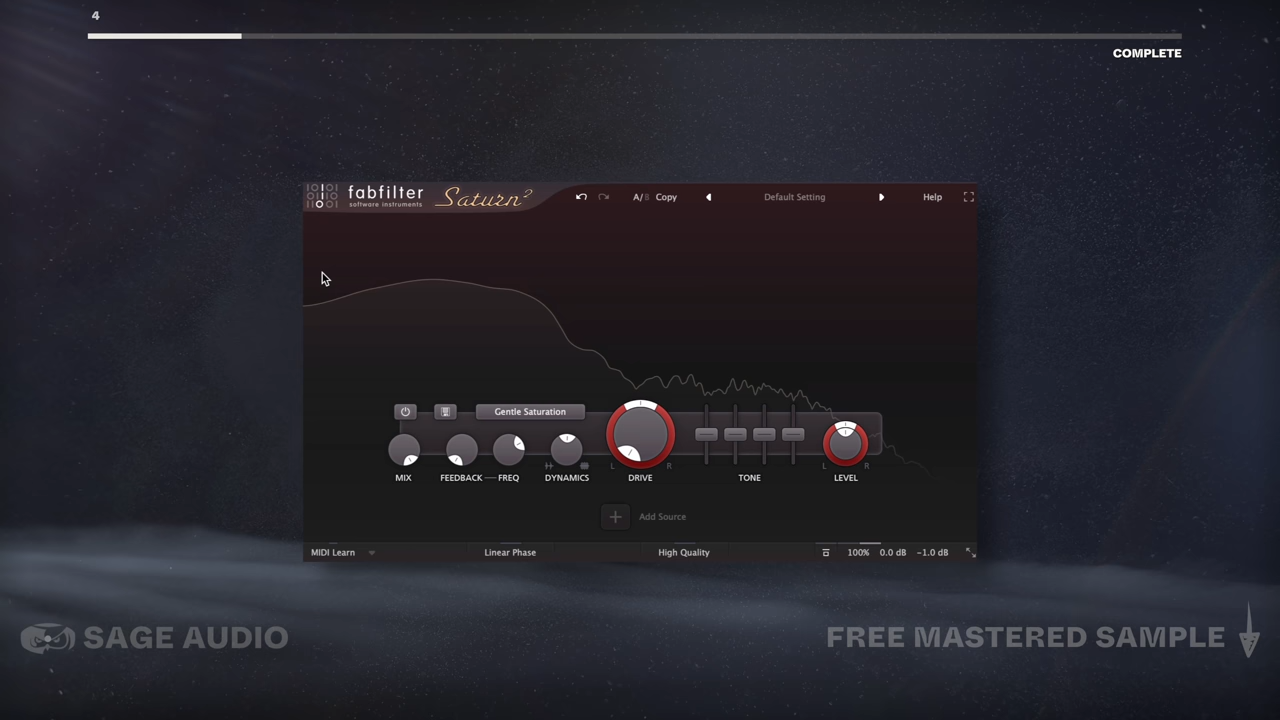 4
COMPLETE
fabfilter
software instruments
Saturn 2
A/B Copy
Default Setting
Help
Gentle Saturation
L R
L R
MIX FEEDBACK FREQ DYNAMICS DRIVE TONE LEVEL
+ Add Source
MIDI Learn Linear Phase High Quality 100% 0.0 dB -1.0 dB
SAGE AUDIO
FREE MASTERED SAMPLE